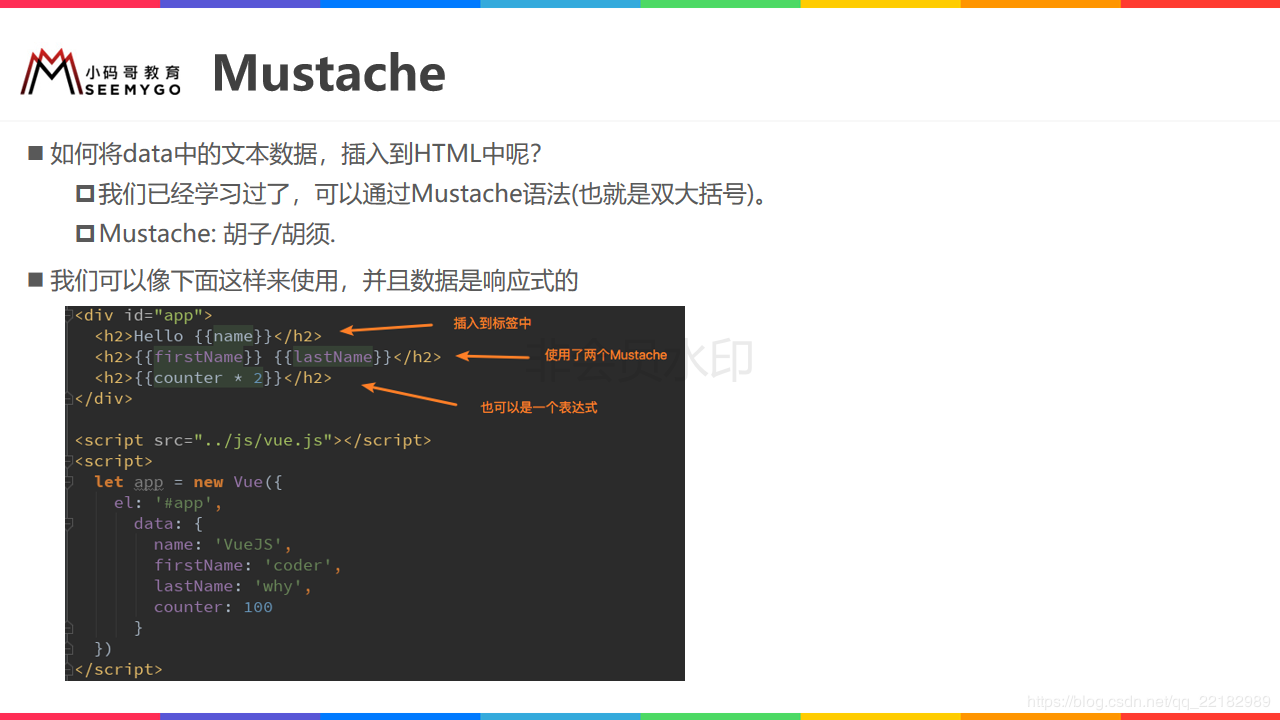 小码哥教育
SEEMYGO
Mustache
如何将data中的文本数据，插入到HTML中呢？
我们已经学习过了，可以通过Mustache语法(也就是双大括号)。
Mustache: 胡子/胡须.
我们可以像下面这样来使用，并且数据是响应式的
<div id="app">
<h2>Hello {{name}}</h2>
插入到标签中
<h2>{{firstName}} {{lastName}}</h2>
使用了两个Mustache
<h2>{{counter * 2}}</h2>
也可以是一个表达式
</div>
非会员水印
<script src="../js/vue.js"></script>
<script>
let app = new Vue({
el: '#app',
data: {
name: 'VueJS',
firstName: 'coder',
lastName: 'why',
counter: 100
}
})
</script>
https://blog.csdn.net/qq_22182989